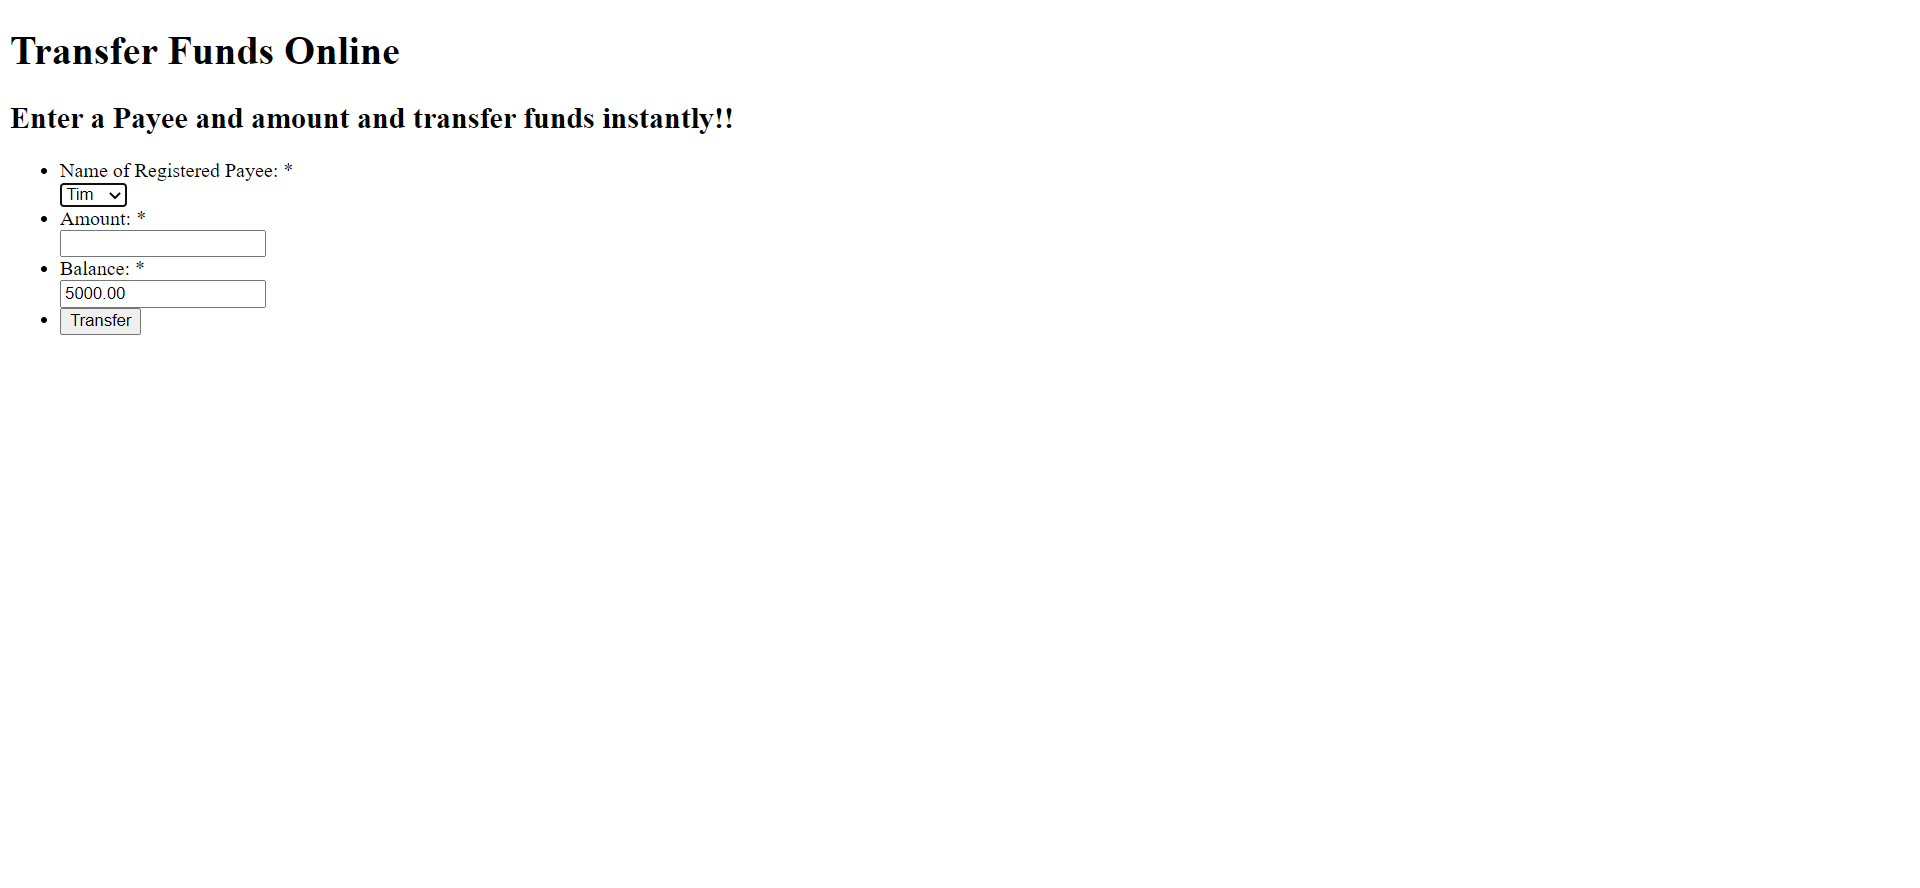 Transfer Funds Online
Enter a Payee and amount and transfer funds instantly!!
Name of Registered Payee: *
Tim
Amount: *
Balance: *
5000.00
Transfer